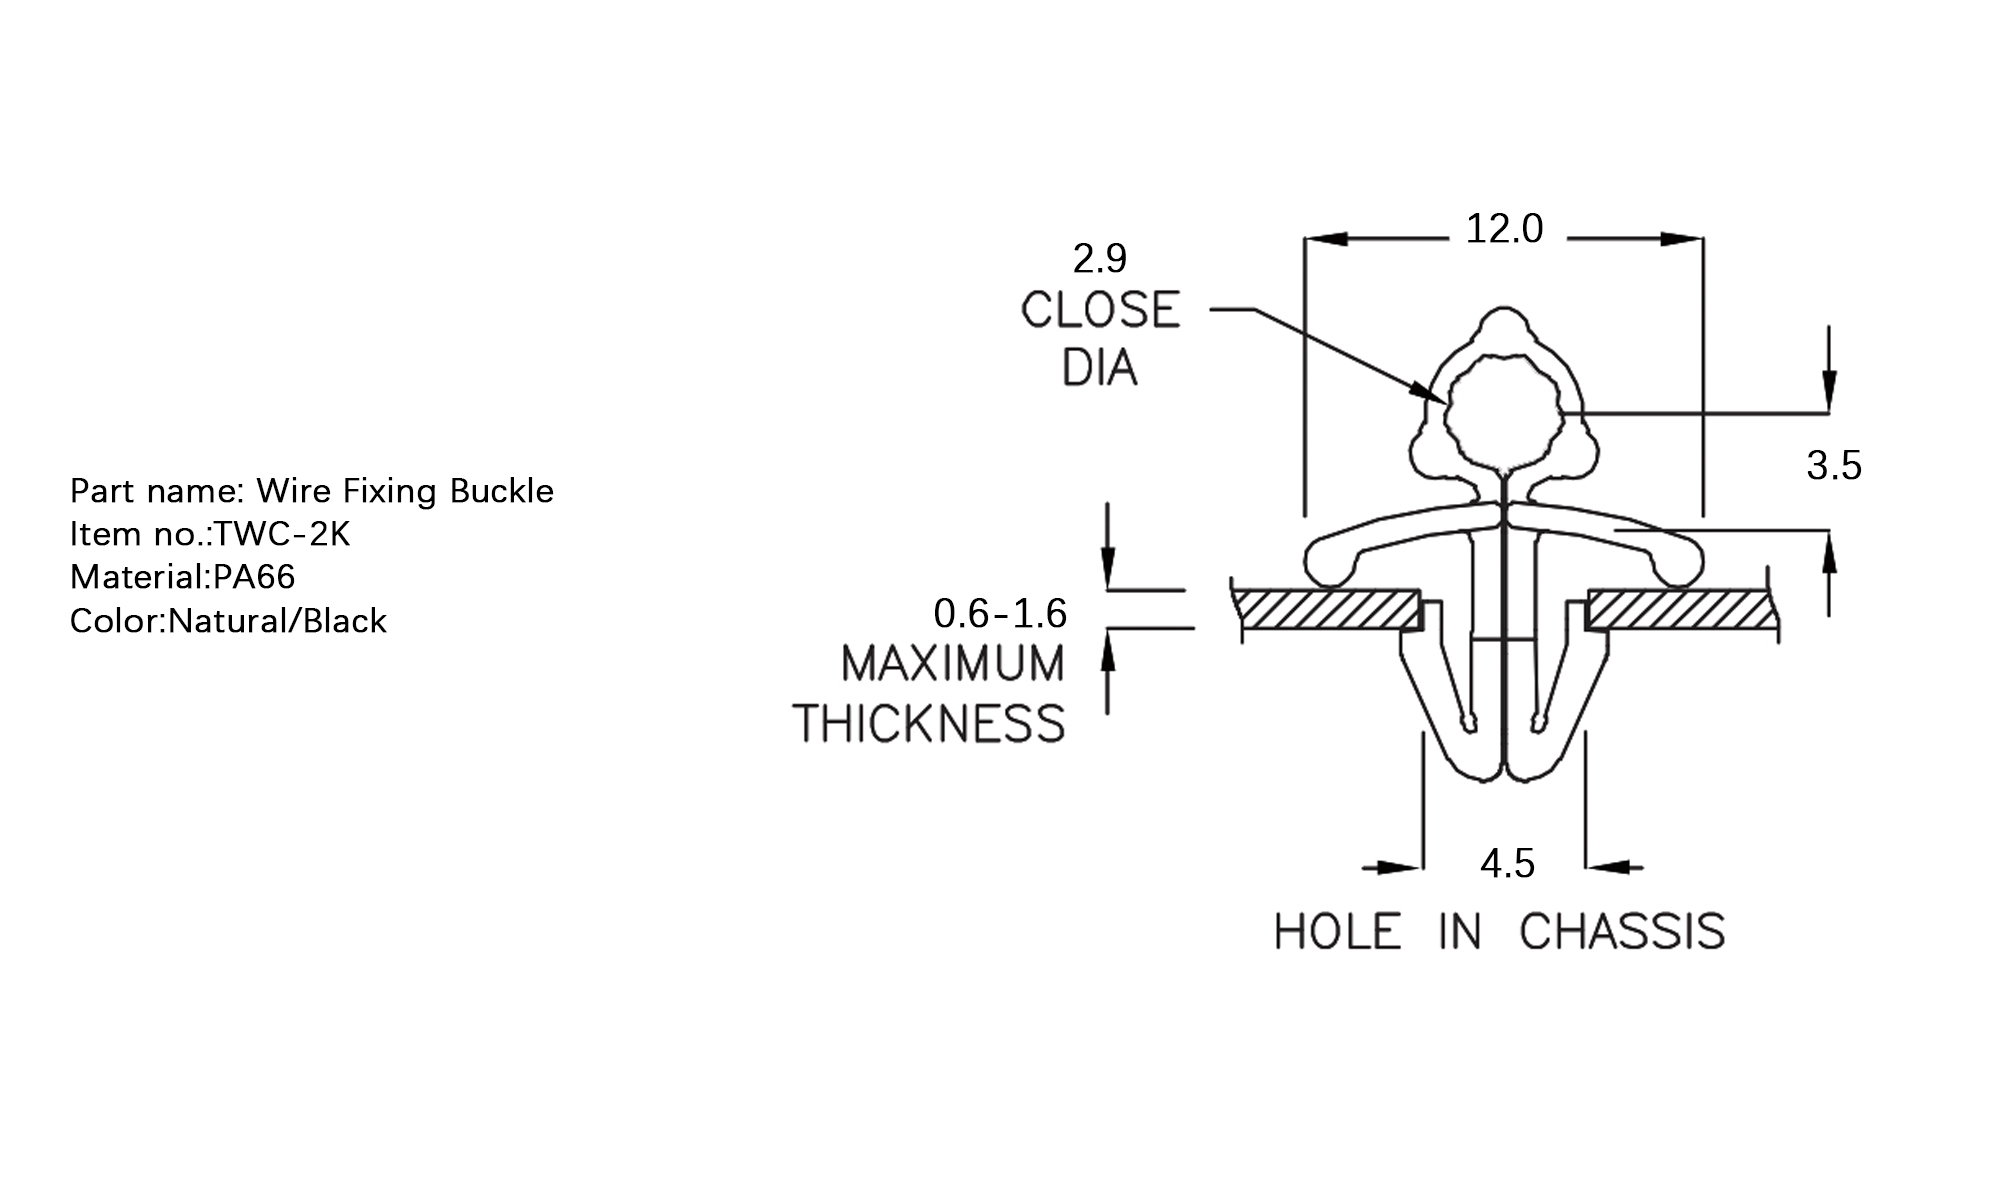 Part name: Wire Fixing Buckle
Item no.:TWC-2K
Material:PA66
Color:Natural/Black
12.0
2.9
CLOSE
DIA
3.5
0.6-1.6
MAXIMUM
THICKNESS
4.5
HOLE IN CHASSIS